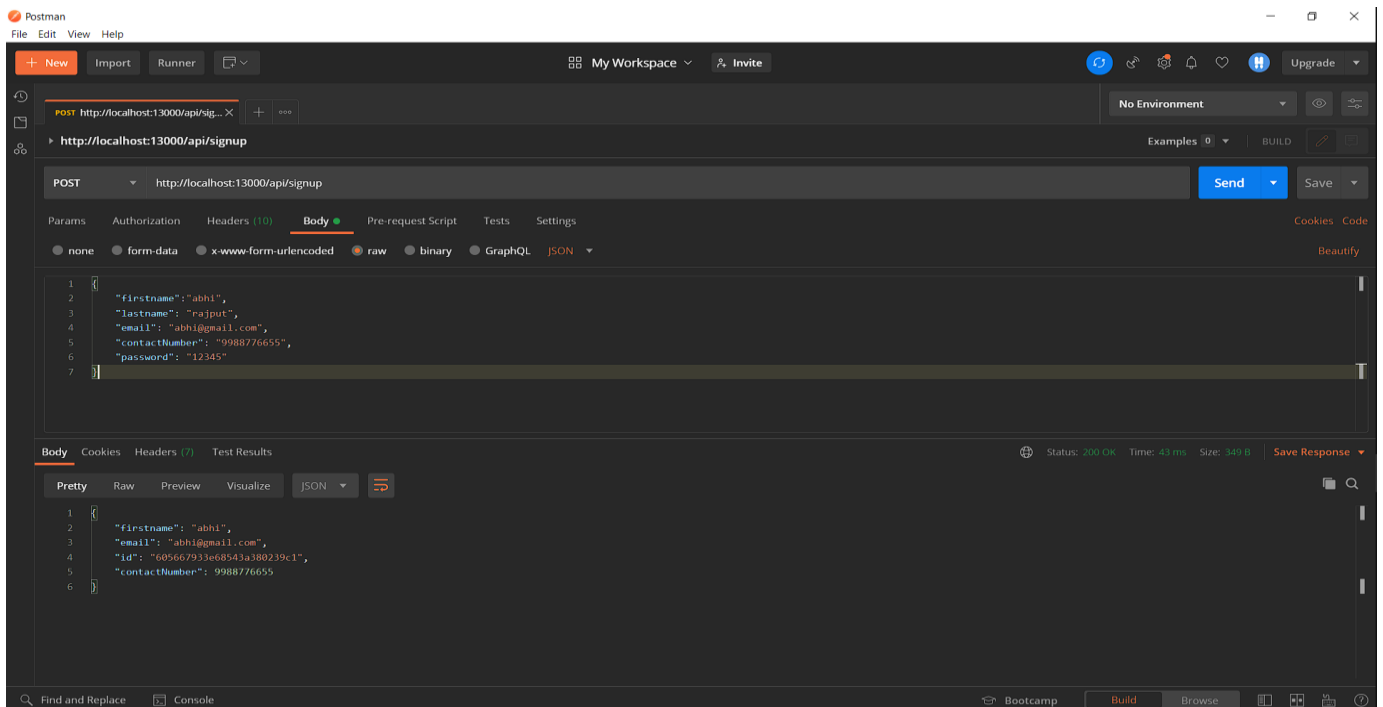 Postman
File Edit View Help
+ New Import Runner My Workspace Invite Upgrade
POST http://localhost:13000/api/sig... No Environment
http://localhost:13000/api/signup Examples 0 BUILD
POST http://localhost:13000/api/signup Send Save
Params Authorization Headers (10) Body Pre-request Script Tests Settings Cookies Code
none form-data x-www-form-urlencoded raw binary GraphQL JSON Beautify
1 {
2 "firstname":"abhi",
3 "lastname": "rajput",
4 "email": "abhi@gmail.com",
5 "contactNumber": "9988776655",
6 "password": "12345"
7 }
Body Cookies Headers (7) Test Results Status: 200 OK Time: 43 ms Size: 349 B Save Response
Pretty Raw Preview Visualize JSON
1 {
2 "firstname": "abhi",
3 "email": "abhi@gmail.com",
4 "id": "605667933e68543a380239c1",
5 "contactNumber": 9988776655
6 }
Find and Replace Console Bootcamp Build Browse